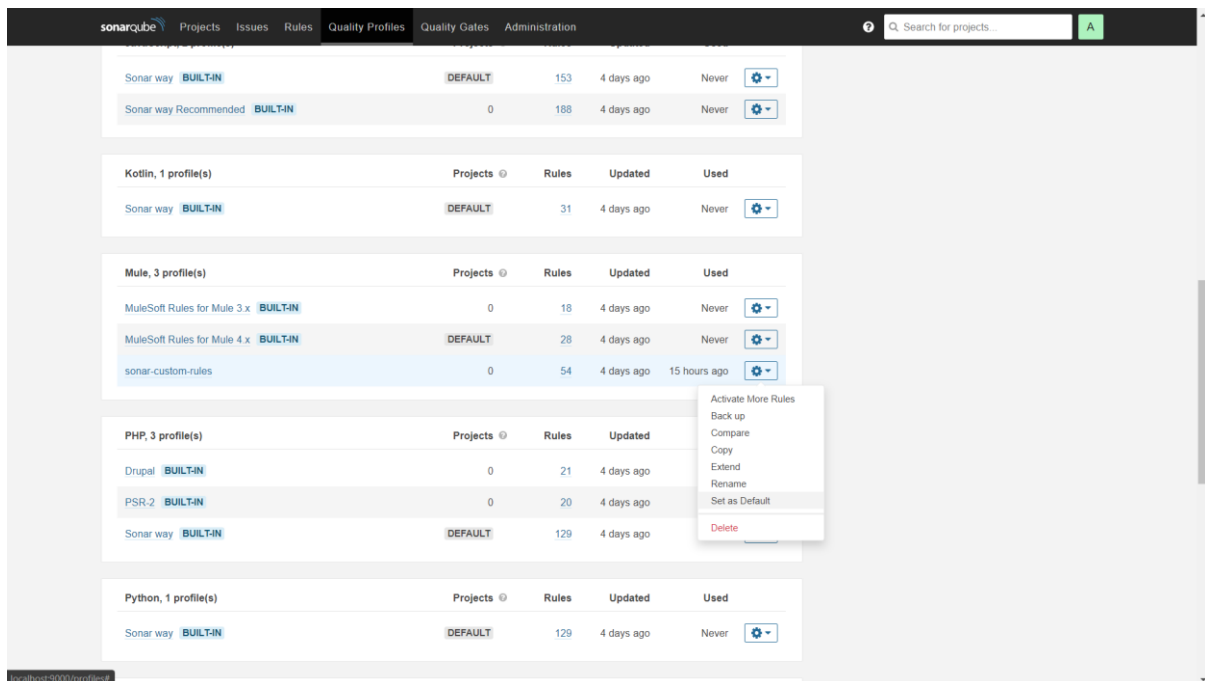 sonarqube Projects Issues Rules Quality Profiles Quality Gates Administration Search for projects... A
Sonar way BUILT-IN DEFAULT 153 4 days ago Never
Sonar way Recommended BUILT-IN 0 188 4 days ago Never
Kotlin, 1 profile(s) Projects Rules Updated Used
Sonar way BUILT-IN DEFAULT 31 4 days ago Never
Mule, 3 profile(s) Projects Rules Updated Used
MuleSoft Rules for Mule 3.x BUILT-IN 0 18 4 days ago Never
MuleSoft Rules for Mule 4.x BUILT-IN DEFAULT 28 4 days ago Never
sonar-custom-rules 0 54 4 days ago 15 hours ago
Activate More Rules
Back up
Compare
Copy
Extend
Rename
Set as Default
Delete
PHP, 3 profile(s) Projects Rules Updated
Drupal BUILT-IN 0 21 4 days ago
PSR-2 BUILT-IN 0 20 4 days ago
Sonar way BUILT-IN DEFAULT 129 4 days ago
Python, 1 profile(s) Projects Rules Updated Used
Sonar way BUILT-IN DEFAULT 129 4 days ago Never
localhost:9000/profiles#